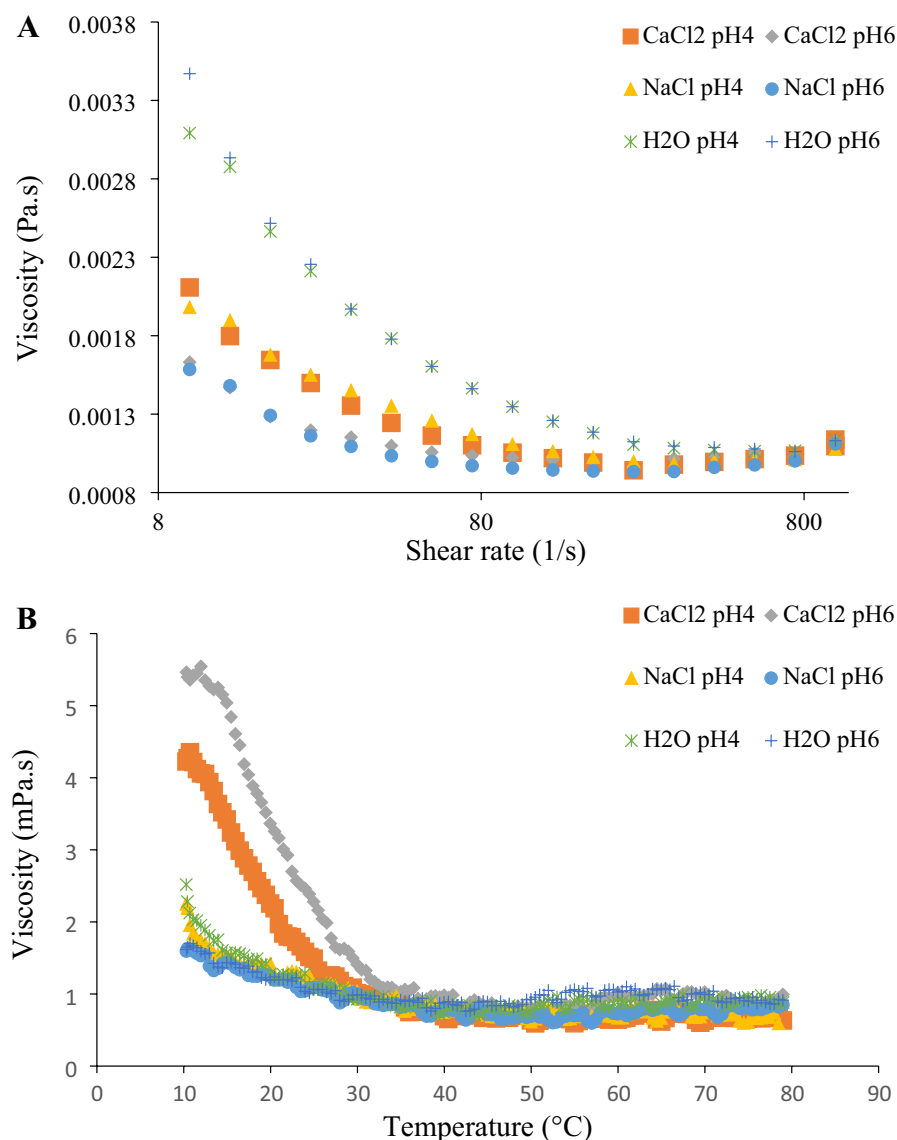 A
0.0038
0.0033
0.0028
0.0023
0.0018
0.0013
0.0008
Viscosity (Pa.s)
CaCl2 pH4 CaCl2 pH6
NaCl pH4 NaCl pH6
H2O pH4 H2O pH6
8 80 800
Shear rate (1/s)
B
6
5
4
3
2
1
0
Viscosity (mPa.s)
CaCl2 pH4 CaCl2 pH6
NaCl pH4 NaCl pH6
H2O pH4 H2O pH6
0 10 20 30 40 50 60 70 80 90
Temperature (°C)